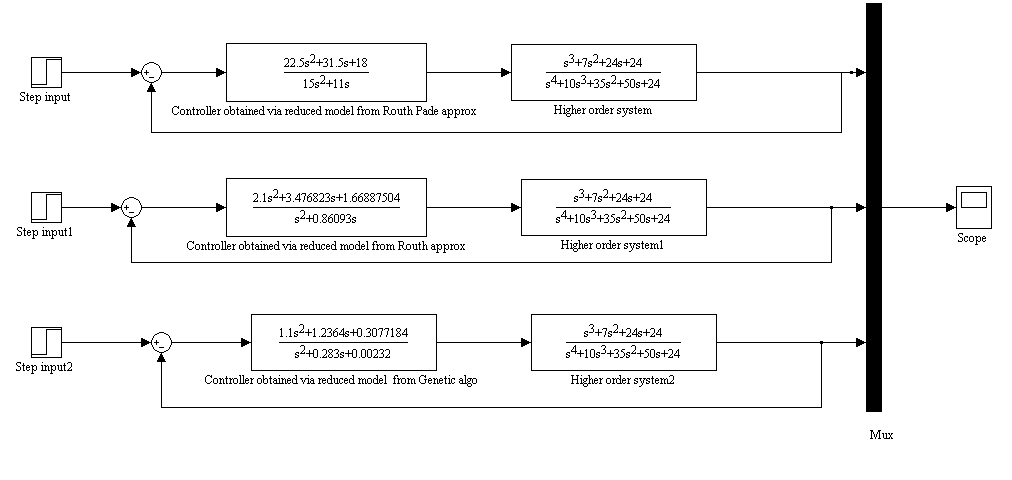 22.5s2+31.5s+18
15s2+11s
s3+7s2+24s+24
s4+10s3+35s2+50s+24
+
−
Step input
Controller obtained via reduced model from Routh Pade approx
Higher order system
2.1s2+3.476823s+1.66887504
s2+0.86093s
s3+7s2+24s+24
s4+10s3+35s2+50s+24
+
−
Step input1
Controller obtained via reduced model from Routh approx
Higher order system1
Scope
1.1s2+1.2364s+0.3077184
s2+0.283s+0.00232
s3+7s2+24s+24
s4+10s3+35s2+50s+24
+
−
Step input2
Controller obtained via reduced model from Genetic algo
Higher order system2
Mux